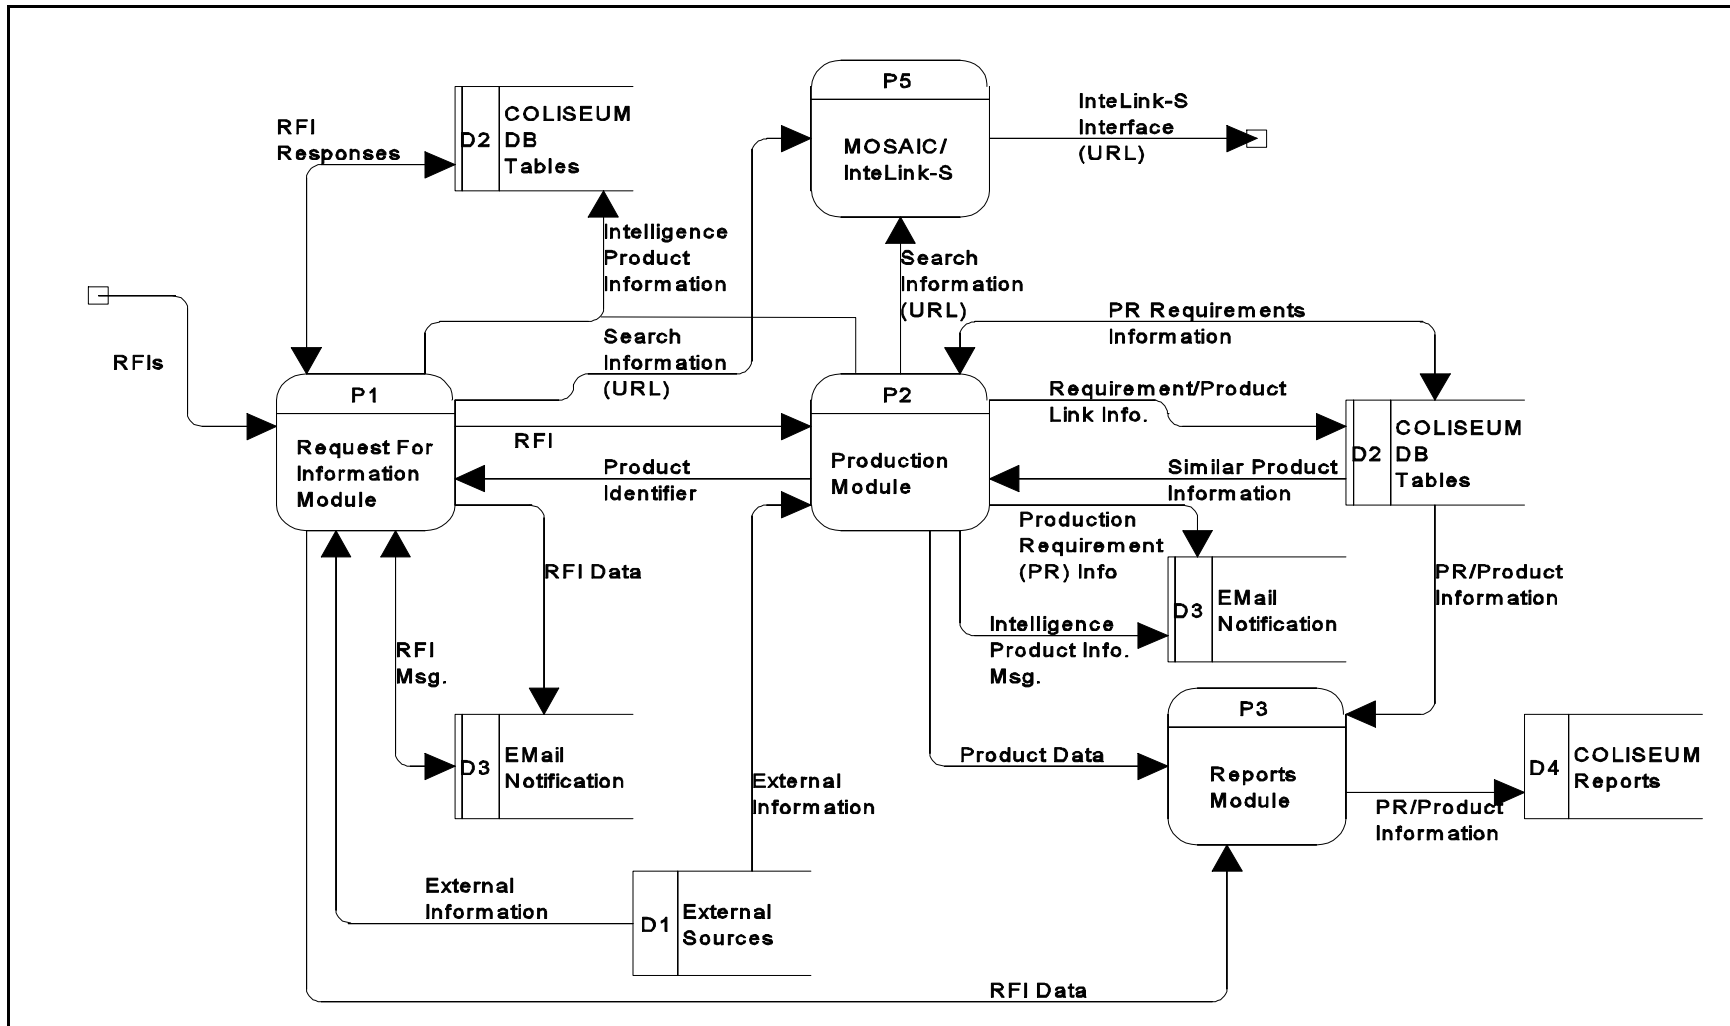 P5
MOSAIC/
InteLink-S
InteLink-S
Interface
(URL)
RFI
Responses
D2
COLISEUM
DB
Tables
Intelligence
Product
Information
Search
Information
(URL)
Search
Information
(URL)
PR Requirements
Information
RFIs
P1
Request For
Information
Module
RFI
Product
Identifier
P2
Production
Module
Requirement/Product
Link Info.
Similar Product
Information
D2
COLISEUM
DB
Tables
Production
Requirement
(PR) Info
RFI Data
D3
EMail
Notification
PR/Product
Information
Intelligence
Product Info.
Msg.
RFI
Msg.
D3
EMail
Notification
External
Information
Product Data
P3
Reports
Module
D4
COLISEUM
Reports
PR/Product
Information
External
Information
D1
External
Sources
RFI Data